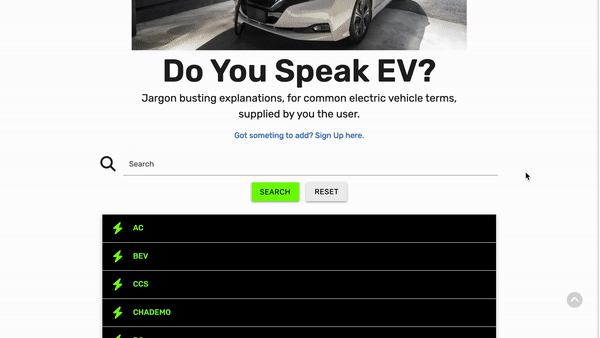 Do You Speak EV?
Jargon busting explanations, for common electric vehicle terms,
supplied by you the user.
Got someting to add? Sign Up here.
Search
SEARCH
RESET
AC
BEV
CCS
CHADEMO